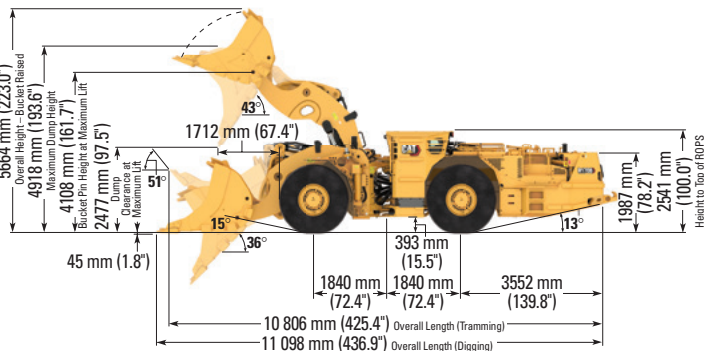 5664 mm (223.0")
Overall Height – Bucket Raised
4918 mm (193.6")
Maximum Dump Height
4108 mm (161.7")
Bucket Pin Height at Maximum Lift
2477 mm (97.5")
Dump
Clearance at
Maximum Lift
43°
1712 mm (67.4")
51°
15°
36°
45 mm (1.8")
393 mm
(15.5")
13°
1987 mm
(78.2")
2541 mm
(100.0")
Height to Top of ROPS
1840 mm
(72.4")
1840 mm
(72.4")
3552 mm
(139.8")
10 806 mm (425.4") Overall Length (Tramming)
11 098 mm (436.9") Overall Length (Digging)